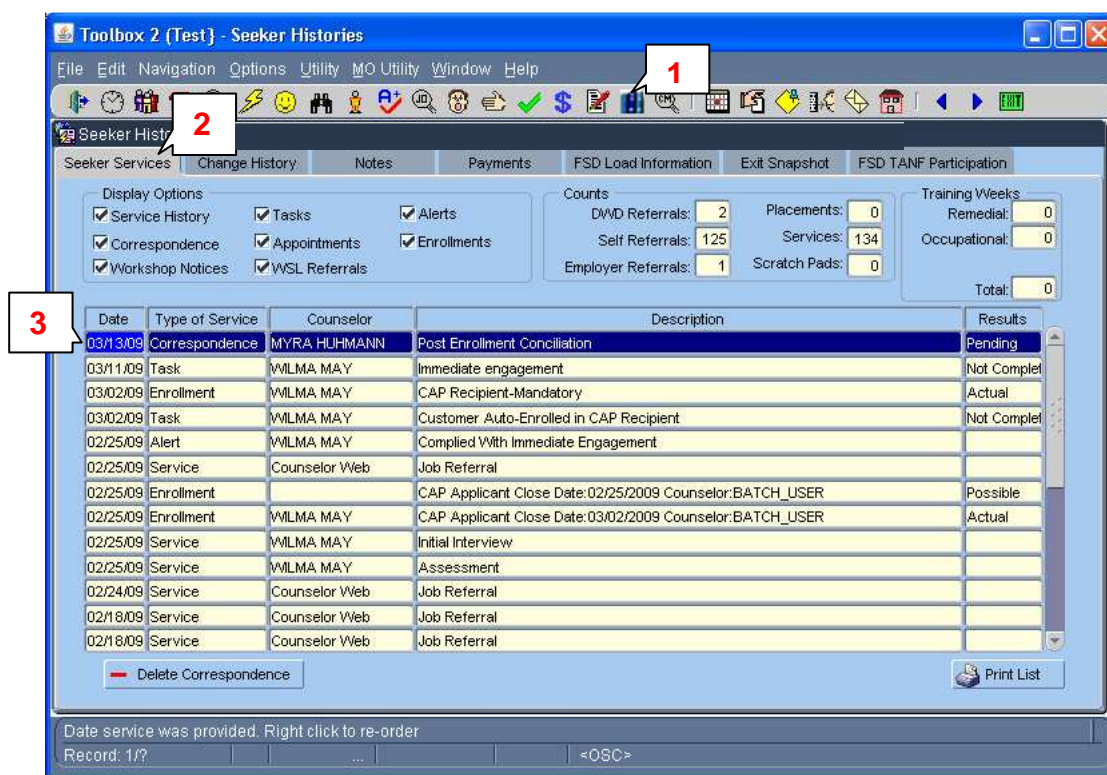 Toolbox 2 (Test} - Seeker Histories
File Edit Navigation Options Utility MO Utility Window Help
1
EXIT
Seeker Hist
2
Seeker Services Change History Notes Payments FSD Load Information Exit Snapshot FSD TANF Participation
Display Options Counts Training Weeks
Service History Tasks Alerts DWD Referrals: 2 Placements: 0 Remedial: 0
Correspondence Appointments Enrollments Self Referrals: 125 Services: 134 Occupational: 0
Workshop Notices WSL Referrals Employer Referrals: 1 Scratch Pads: 0
Total: 0
3
Date Type of Service Counselor Description Results
03/13/09 Correspondence MYRA HUHMANN Post Enrollment Conciliation Pending
03/11/09 Task WILMA MAY Immediate engagement Not Complet
03/02/09 Enrollment WILMA MAY CAP Recipient-Mandatory Actual
03/02/09 Task WILMA MAY Customer Auto-Enrolled in CAP Recipient Not Complet
02/25/09 Alert WILMA MAY Complied With Immediate Engagement
02/25/09 Service Counselor Web Job Referral
02/25/09 Enrollment CAP Applicant Close Date:02/25/2009 Counselor:BATCH_USER Possible
02/25/09 Enrollment WILMA MAY CAP Applicant Close Date:03/02/2009 Counselor:BATCH_USER Actual
02/25/09 Service WILMA MAY Initial Interview
02/25/09 Service WILMA MAY Assessment
02/24/09 Service Counselor Web Job Referral
02/18/09 Service Counselor Web Job Referral
02/18/09 Service Counselor Web Job Referral
Delete Correspondence Print List
Date service was provided. Right click to re-order
Record: 1/? ... <OSC>